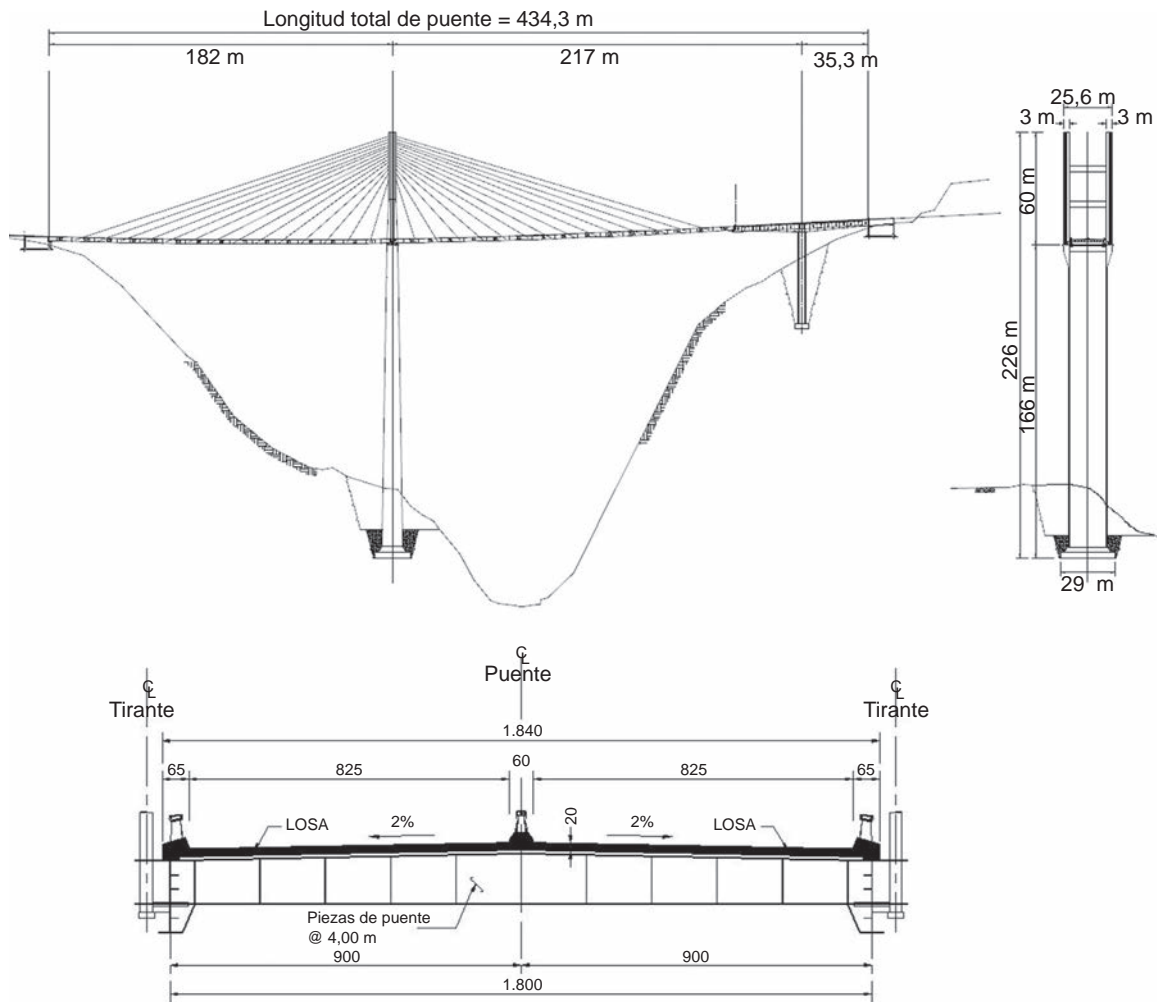 Longitud total de puente = 434,3 m
182 m
217 m
35,3 m
25,6 m
3 m
3 m
60 m
226 m
166 m
29 m
℄
Puente
℄
Tirante
℄
Tirante
1.840
65
825
60
825
65
LOSA
2%
20
2%
LOSA
Piezas de puente
@ 4,00 m
900
900
1.800